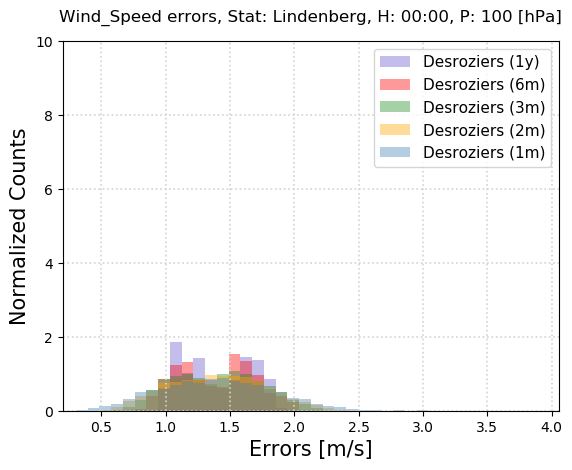 Wind_Speed errors, Stat: Lindenberg, H: 00:00, P: 100 [hPa]
10
8
6
4
2
0
Normalized Counts
Desroziers (1y)
Desroziers (6m)
Desroziers (3m)
Desroziers (2m)
Desroziers (1m)
0.5 1.0 1.5 2.0 2.5 3.0 3.5 4.0
Errors [m/s]